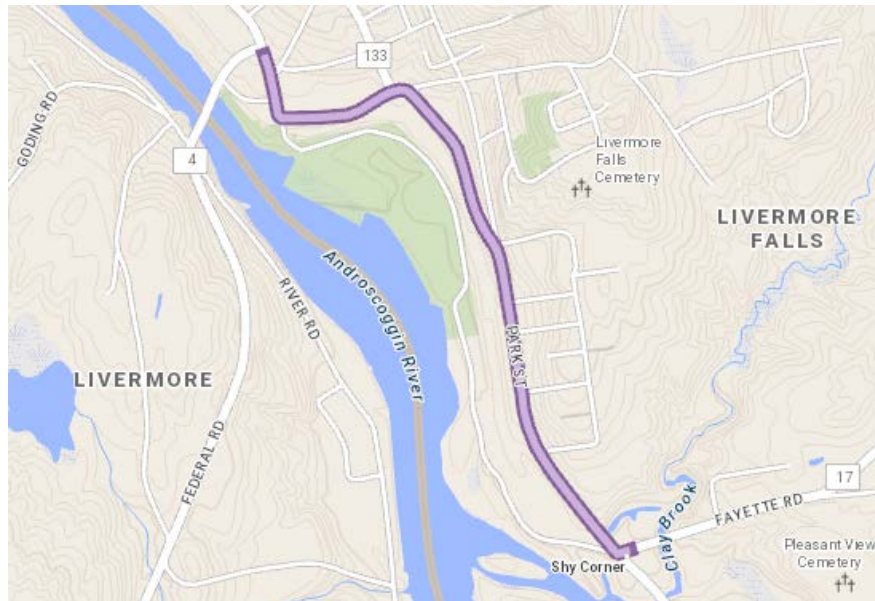 133
GODING RD
4
Livermore
Falls
Cemetery
LIVERMORE
FALLS
Androscoggin River
RIVER RD
PARK ST
LIVERMORE
FEDERAL RD
17
FAYETTE RD
Clay Brook
Shy Corner
Pleasant View
Cemetery